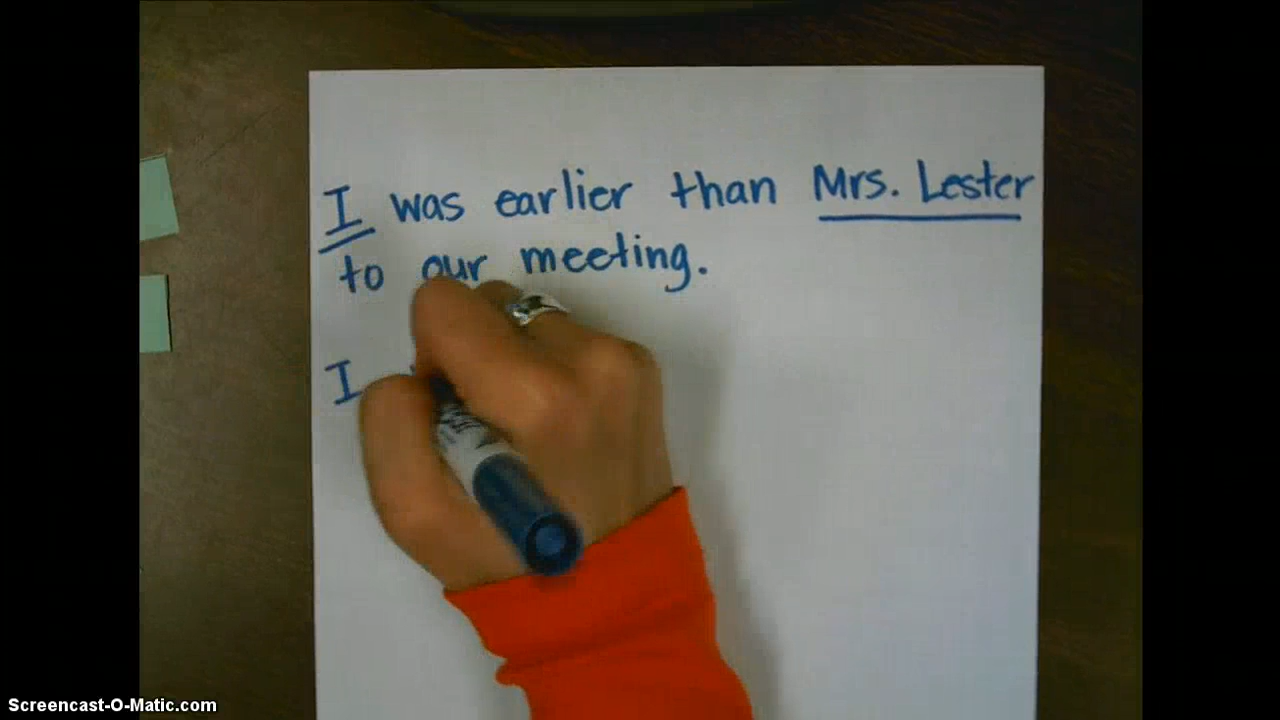 I was earlier than Mrs. Lester
to our meeting.
I
Screencast-O-Matic.com